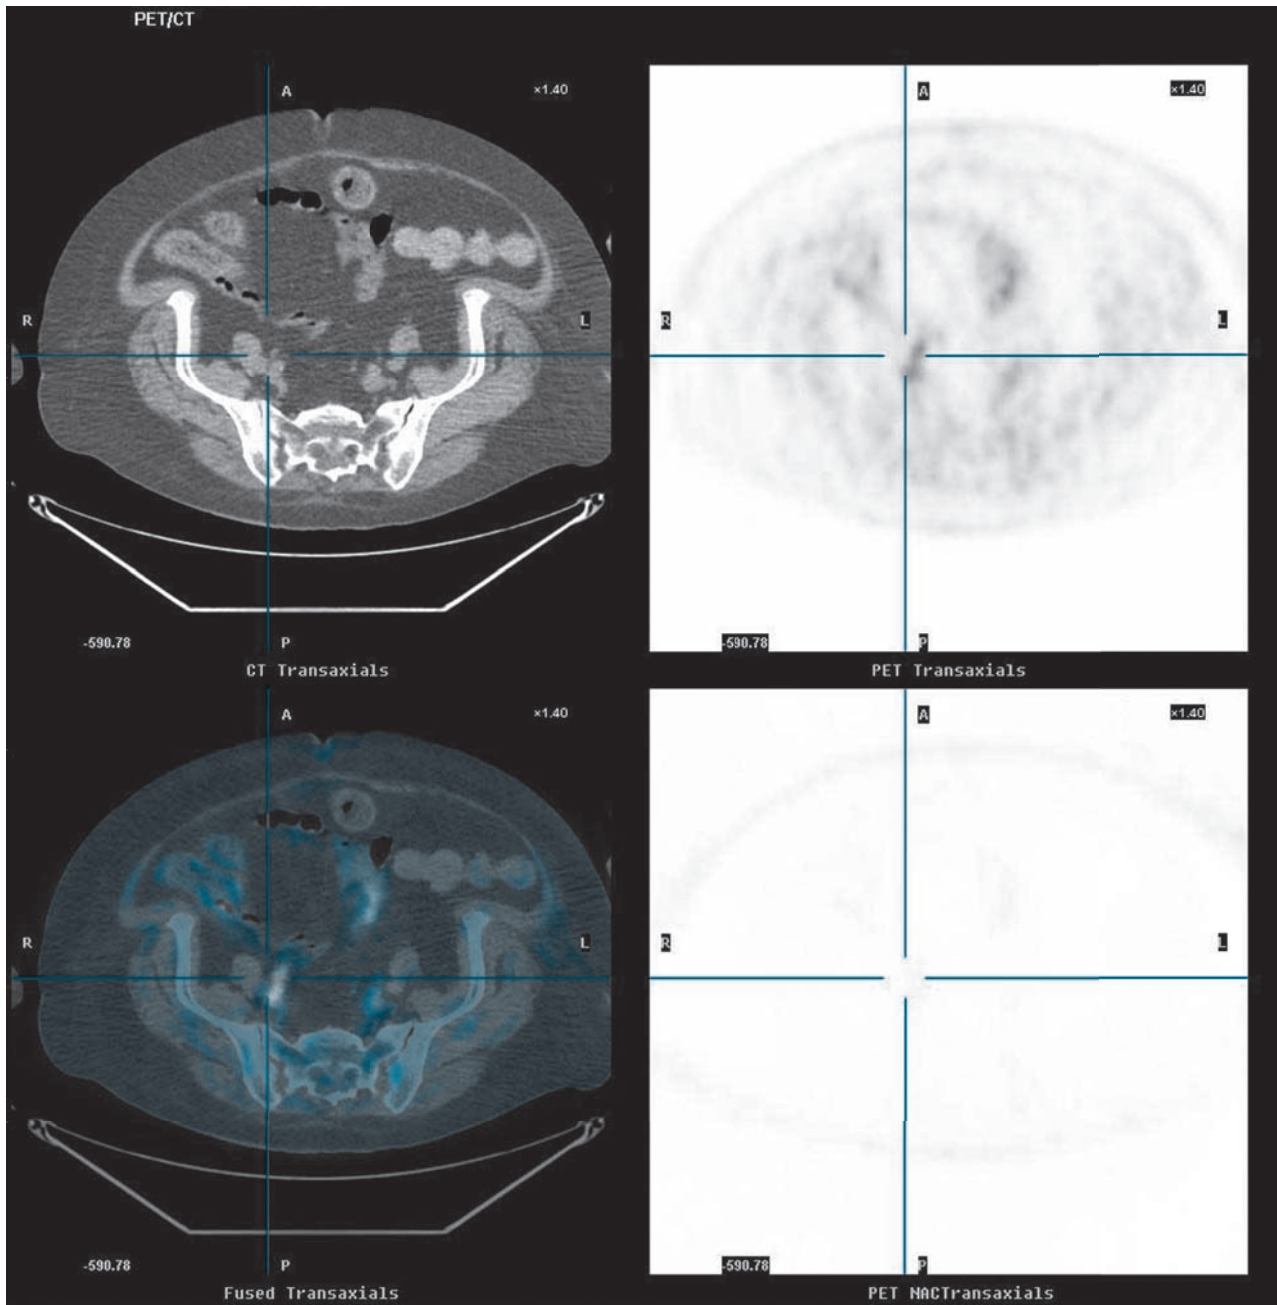 PET/CT
A
×1.40
R
L
-590.78
P
CT Transaxials
A
×1.40
R
L
-590.78
P
PET Transaxials
A
×1.40
R
L
-590.78
P
Fused Transaxials
A
×1.40
R
L
-590.78
P
PET NACTransaxials